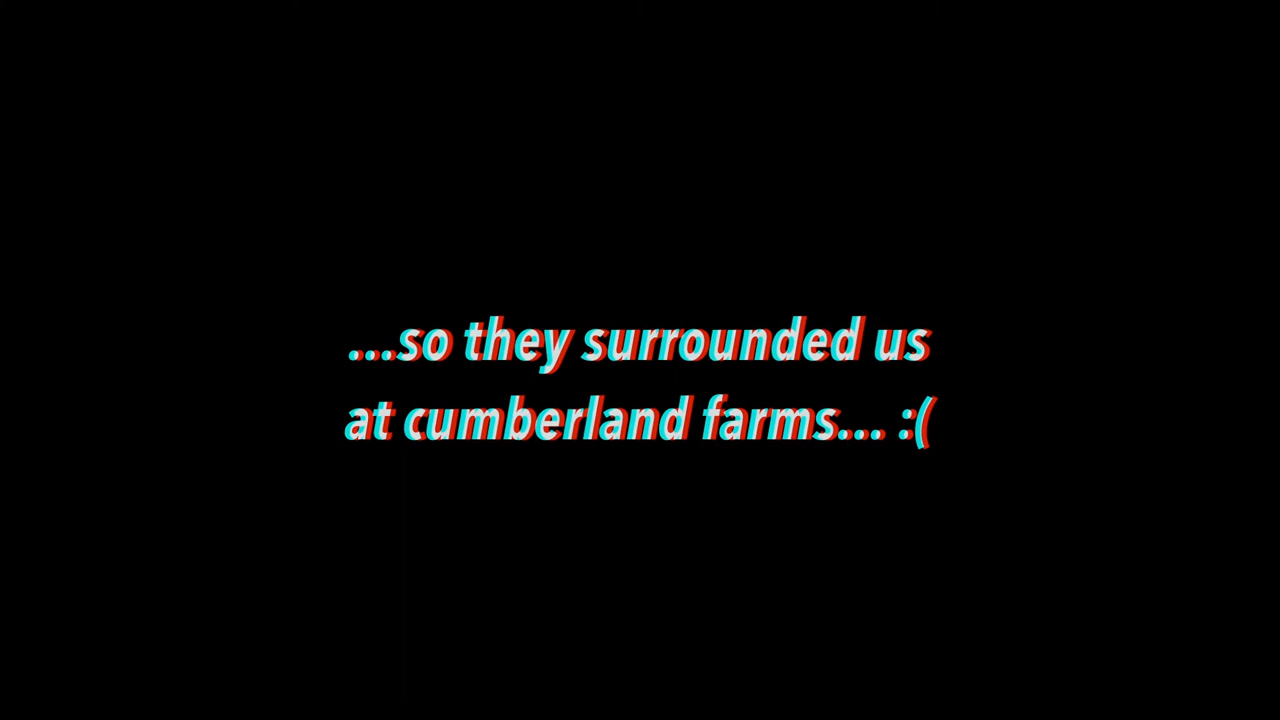 ...so they surrounded us
at cumberland farms... :(